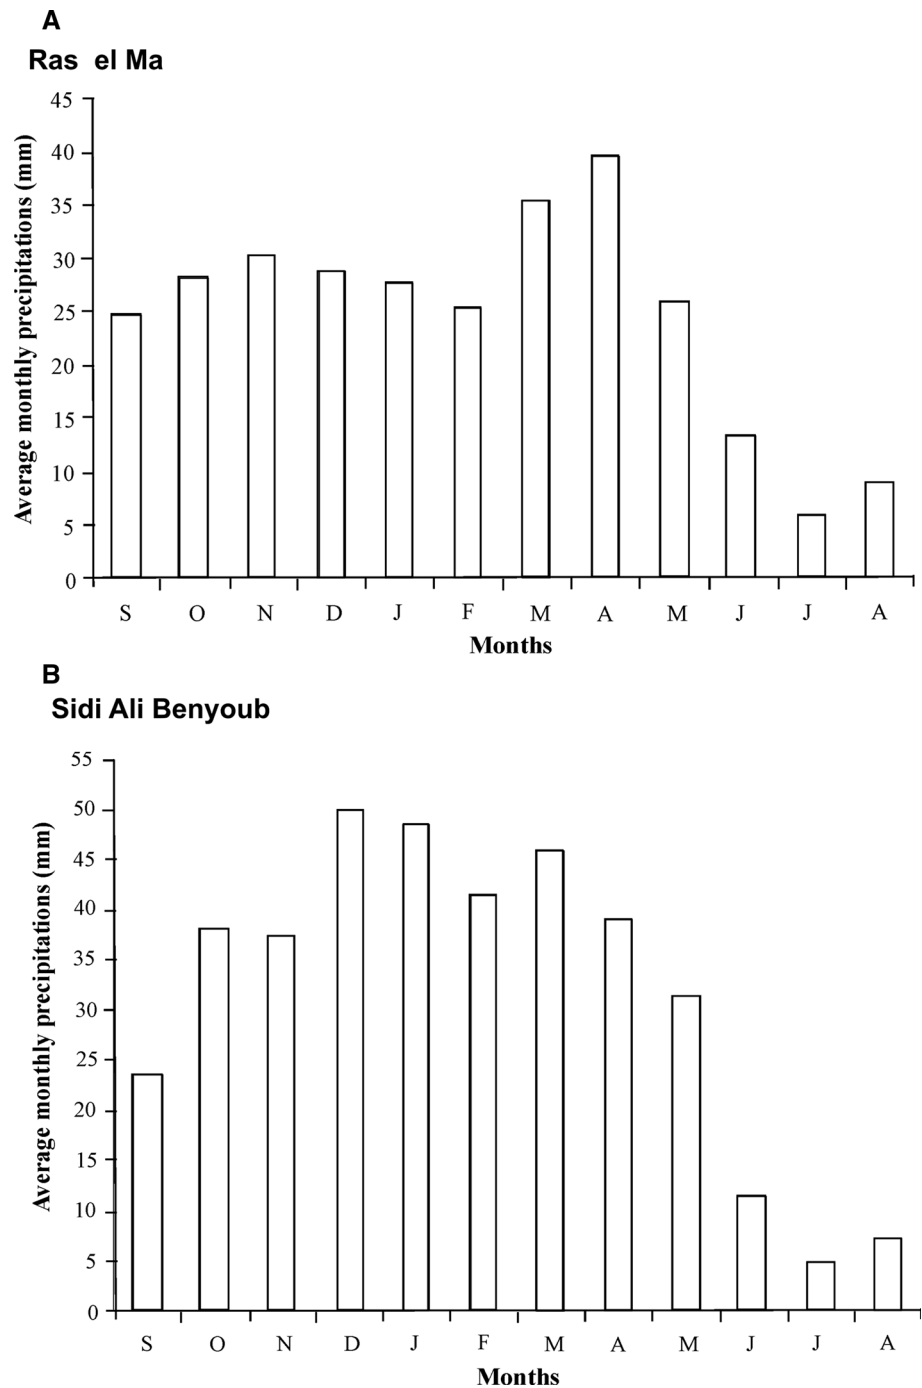 A
Ras el Ma
Average monthly precipitations (mm)
45
40
35
30
25
20
15
10
5
0
S O N D J F M A M J J A
Months
B
Sidi Ali Benyoub
Average monthly precipitations (mm)
55
50
45
40
35
30
25
20
15
10
5
0
S O N D J F M A M J J A
Months